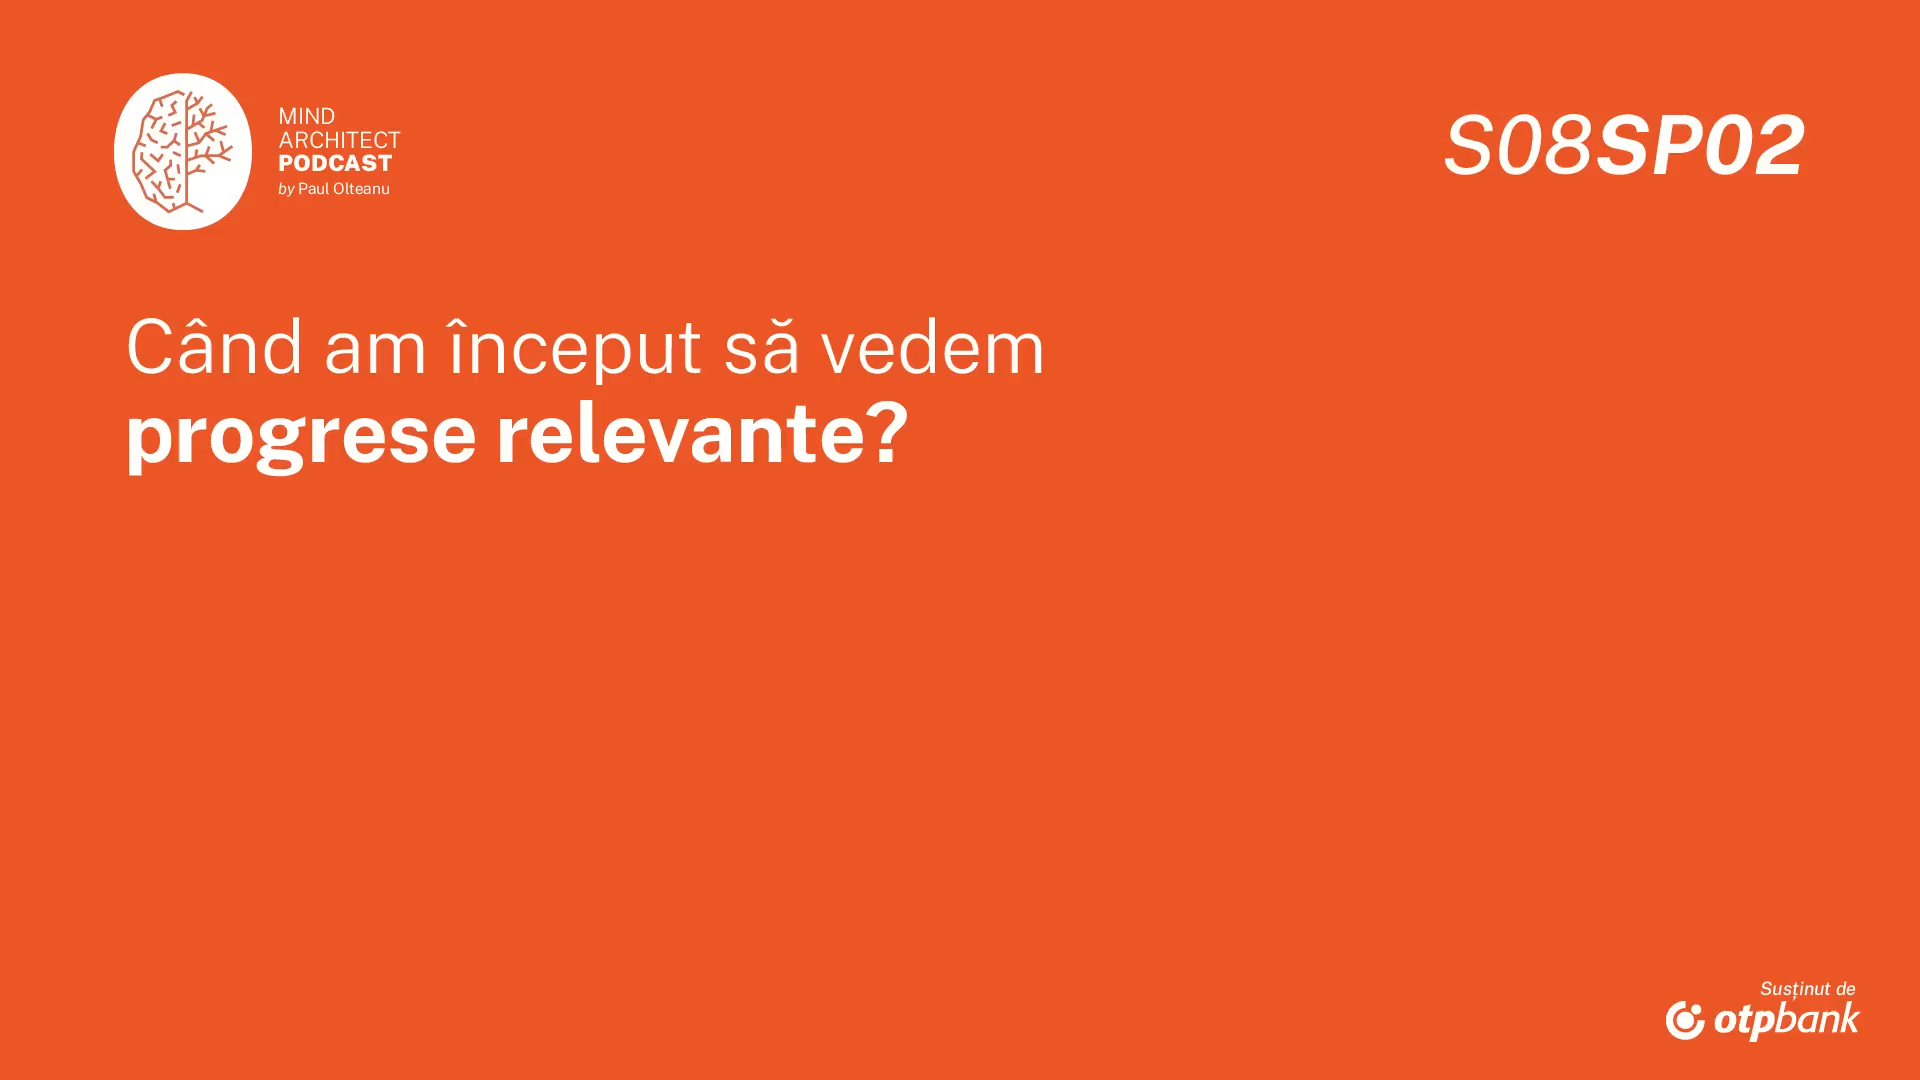 MIND
ARCHITECT
PODCAST
by Paul Olteanu
S08SP02
Când am început să vedem
progrese relevante?
Susținut de
otpbank